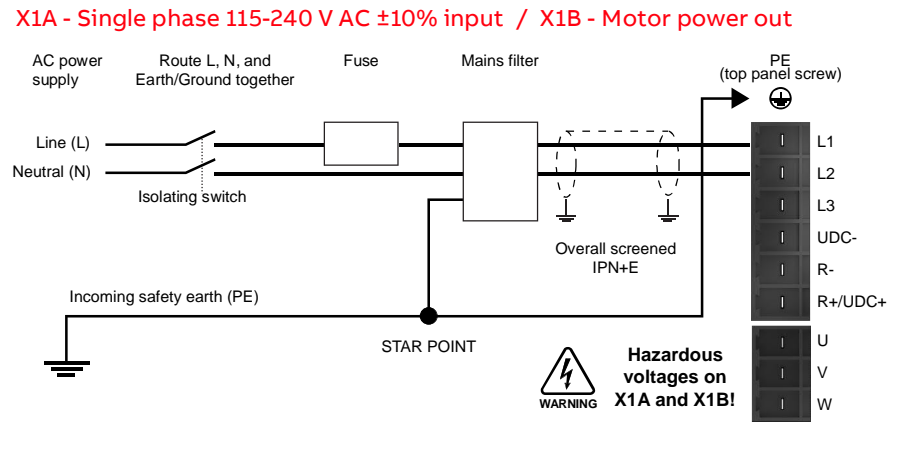 X1A - Single phase 115-240 V AC ±10% input / X1B - Motor power out
AC power
supply
Route L, N, and
Earth/Ground together
Fuse
Mains filter
PE
(top panel screw)
Line (L)
Neutral (N)
Isolating switch
L1
L2
L3
UDC-
R-
R+/UDC+
Overall screened
IPN+E
Incoming safety earth (PE)
STAR POINT
WARNING
Hazardous
voltages on
X1A and X1B!
U
V
W